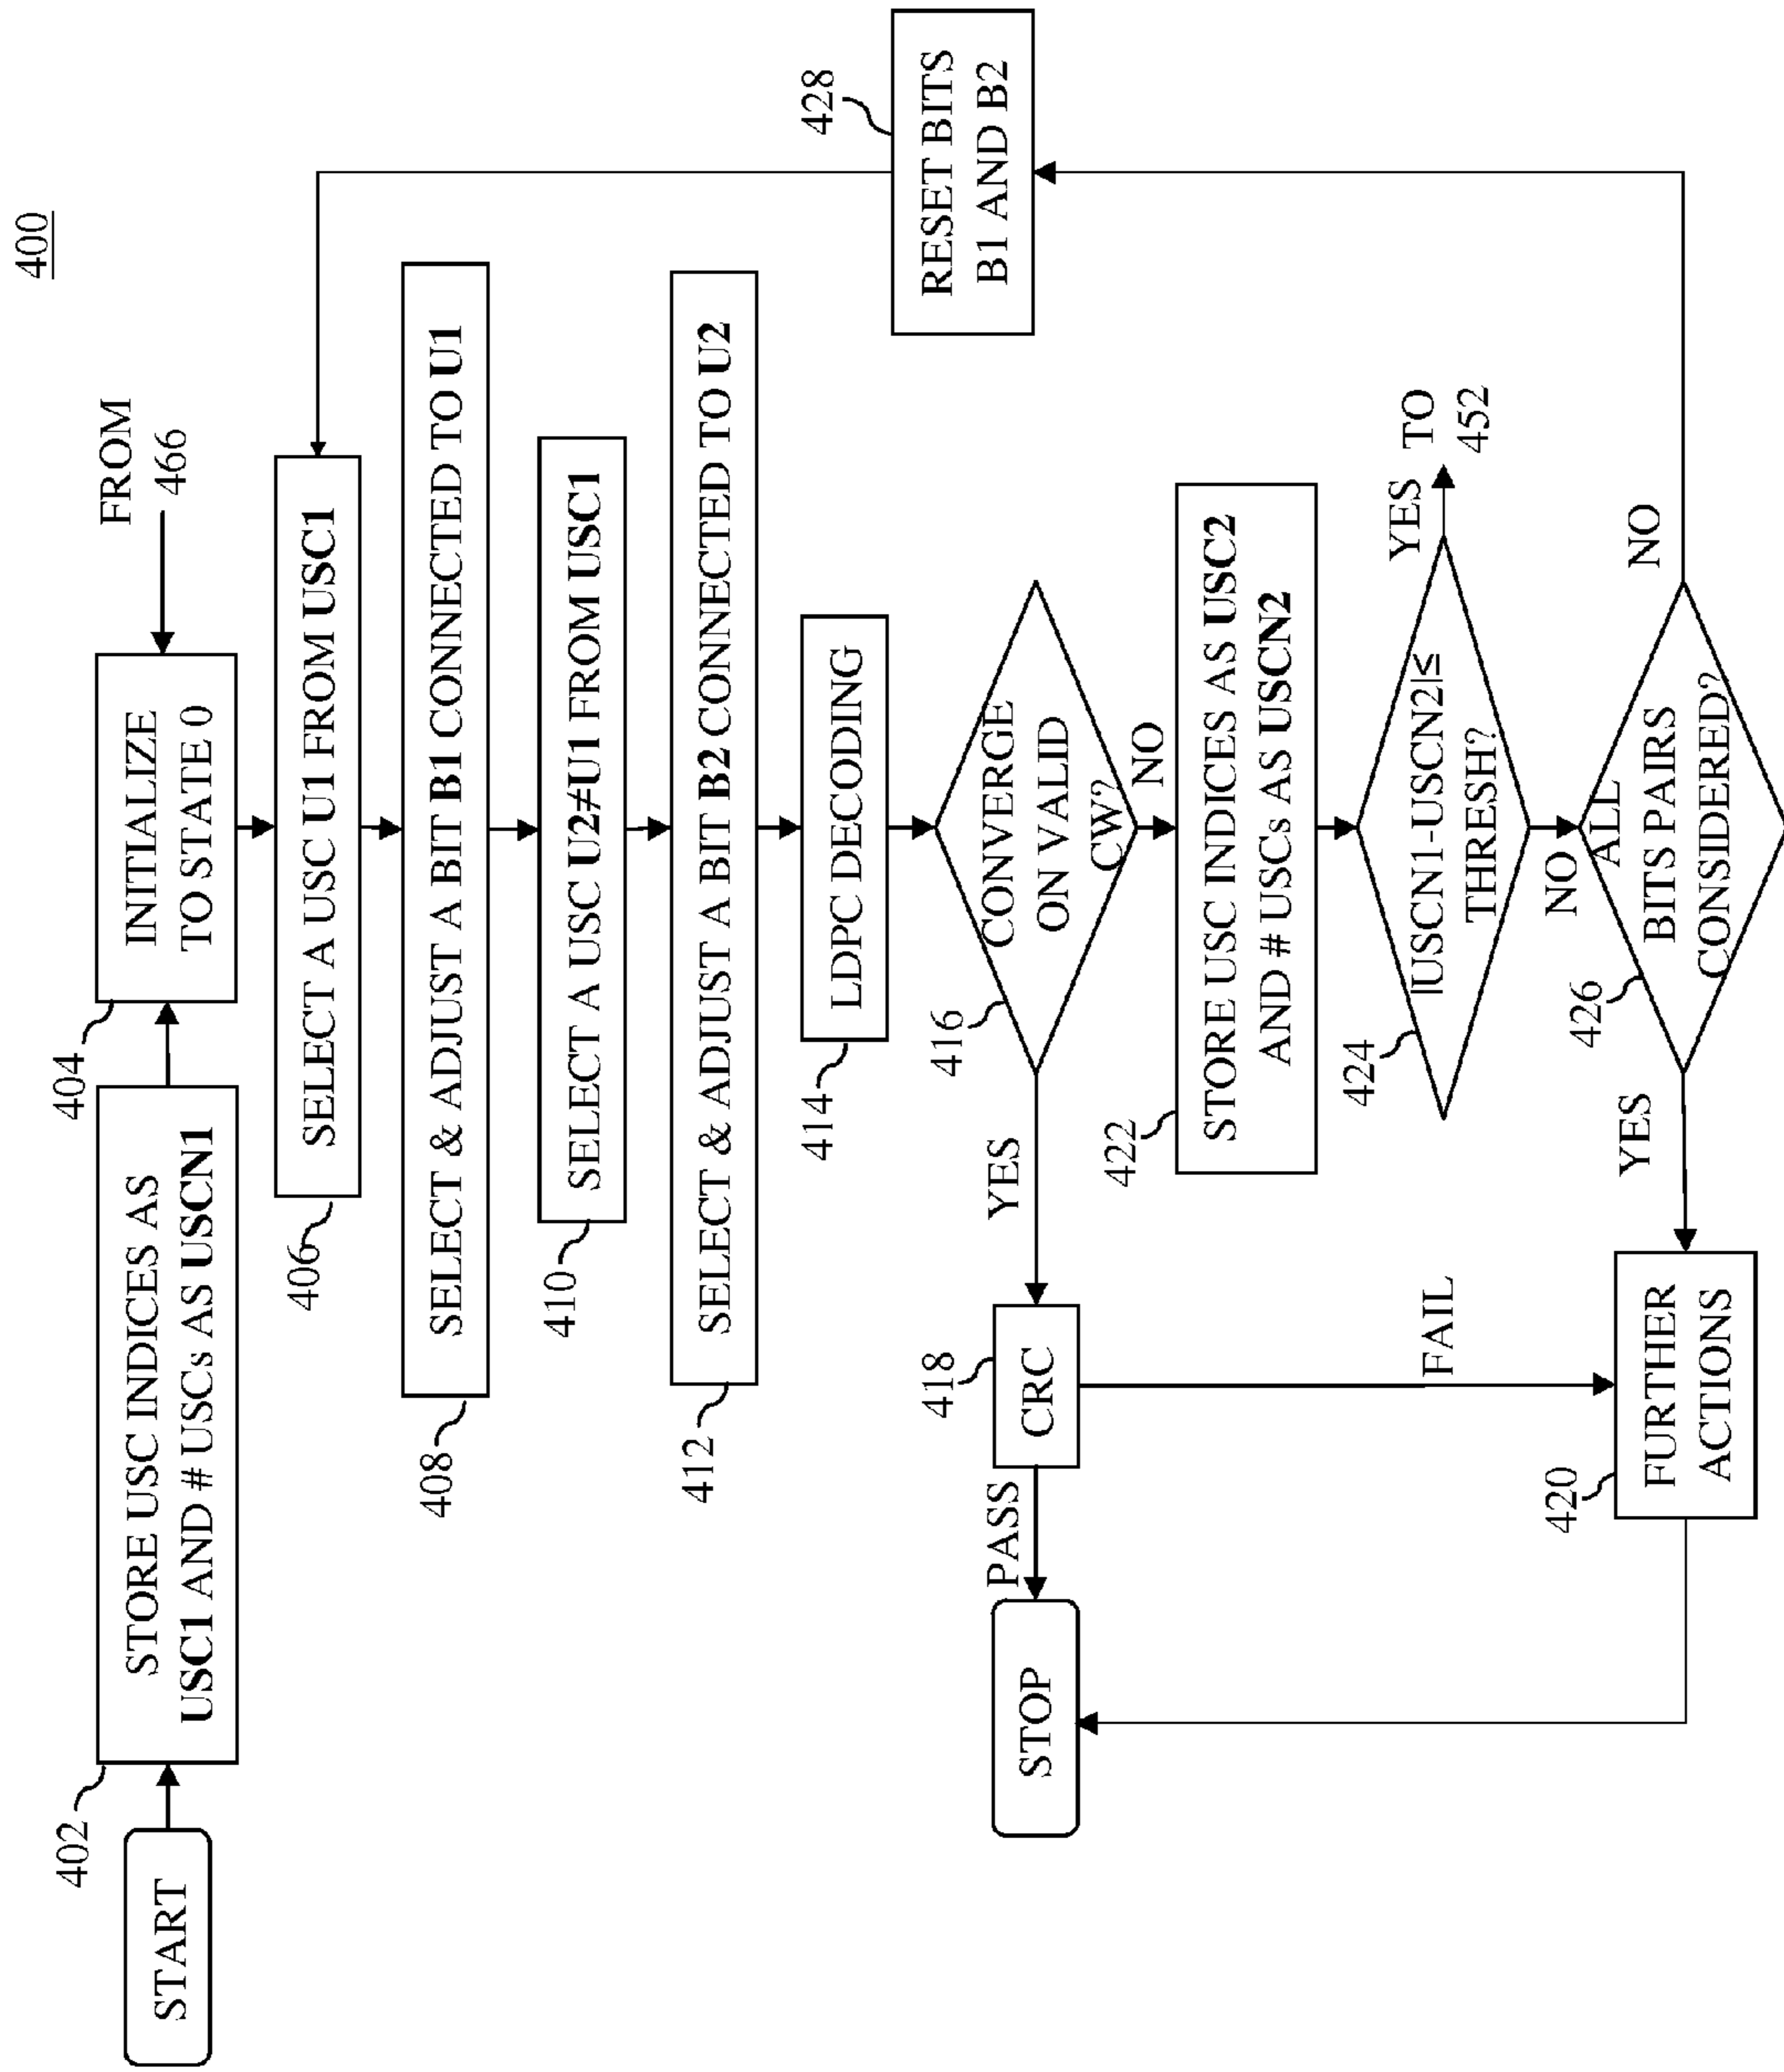 400
START
402
STORE USC INDICES AS
USC1 AND # USCs AS USCN1
404
INITIALIZE
TO STATE 0
FROM
466
406
SELECT A USC U1 FROM USC1
408
SELECT & ADJUST A BIT B1 CONNECTED TO U1
410
SELECT A USC U2≠U1 FROM USC1
412
SELECT & ADJUST A BIT B2 CONNECTED TO U2
414
LDPC DECODING
416
CONVERGE
ON VALID
CW?
YES
NO
418
CRC
PASS
FAIL
STOP
422
STORE USC INDICES AS USC2
AND # USCs AS USCN2
424
|USCN1-USCN2|≤
THRESH?
YES
TO
452
NO
426
ALL
BITS PAIRS
CONSIDERED?
YES
NO
420
FURTHER
ACTIONS
428
RESET BITS
B1 AND B2